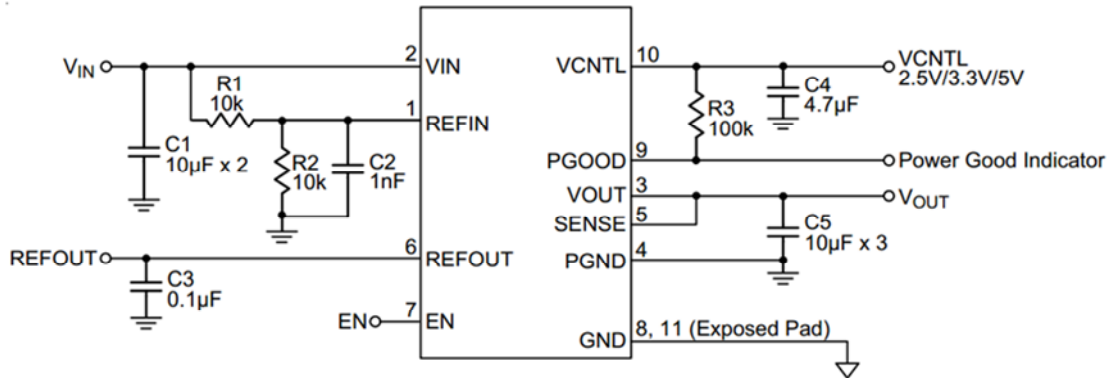 VIN
2
VIN
R1
10k
1
REFIN
C1
10µF x 2
R2
10k
C2
1nF
REFOUT
6
REFOUT
C3
0.1µF
EN
7
EN
VCNTL
10
VCNTL
2.5V/3.3V/5V
C4
4.7µF
R3
100k
PGOOD
9
Power Good Indicator
VOUT
3
VOUT
SENSE
5
C5
10µF x 3
PGND
4
GND
8, 11 (Exposed Pad)